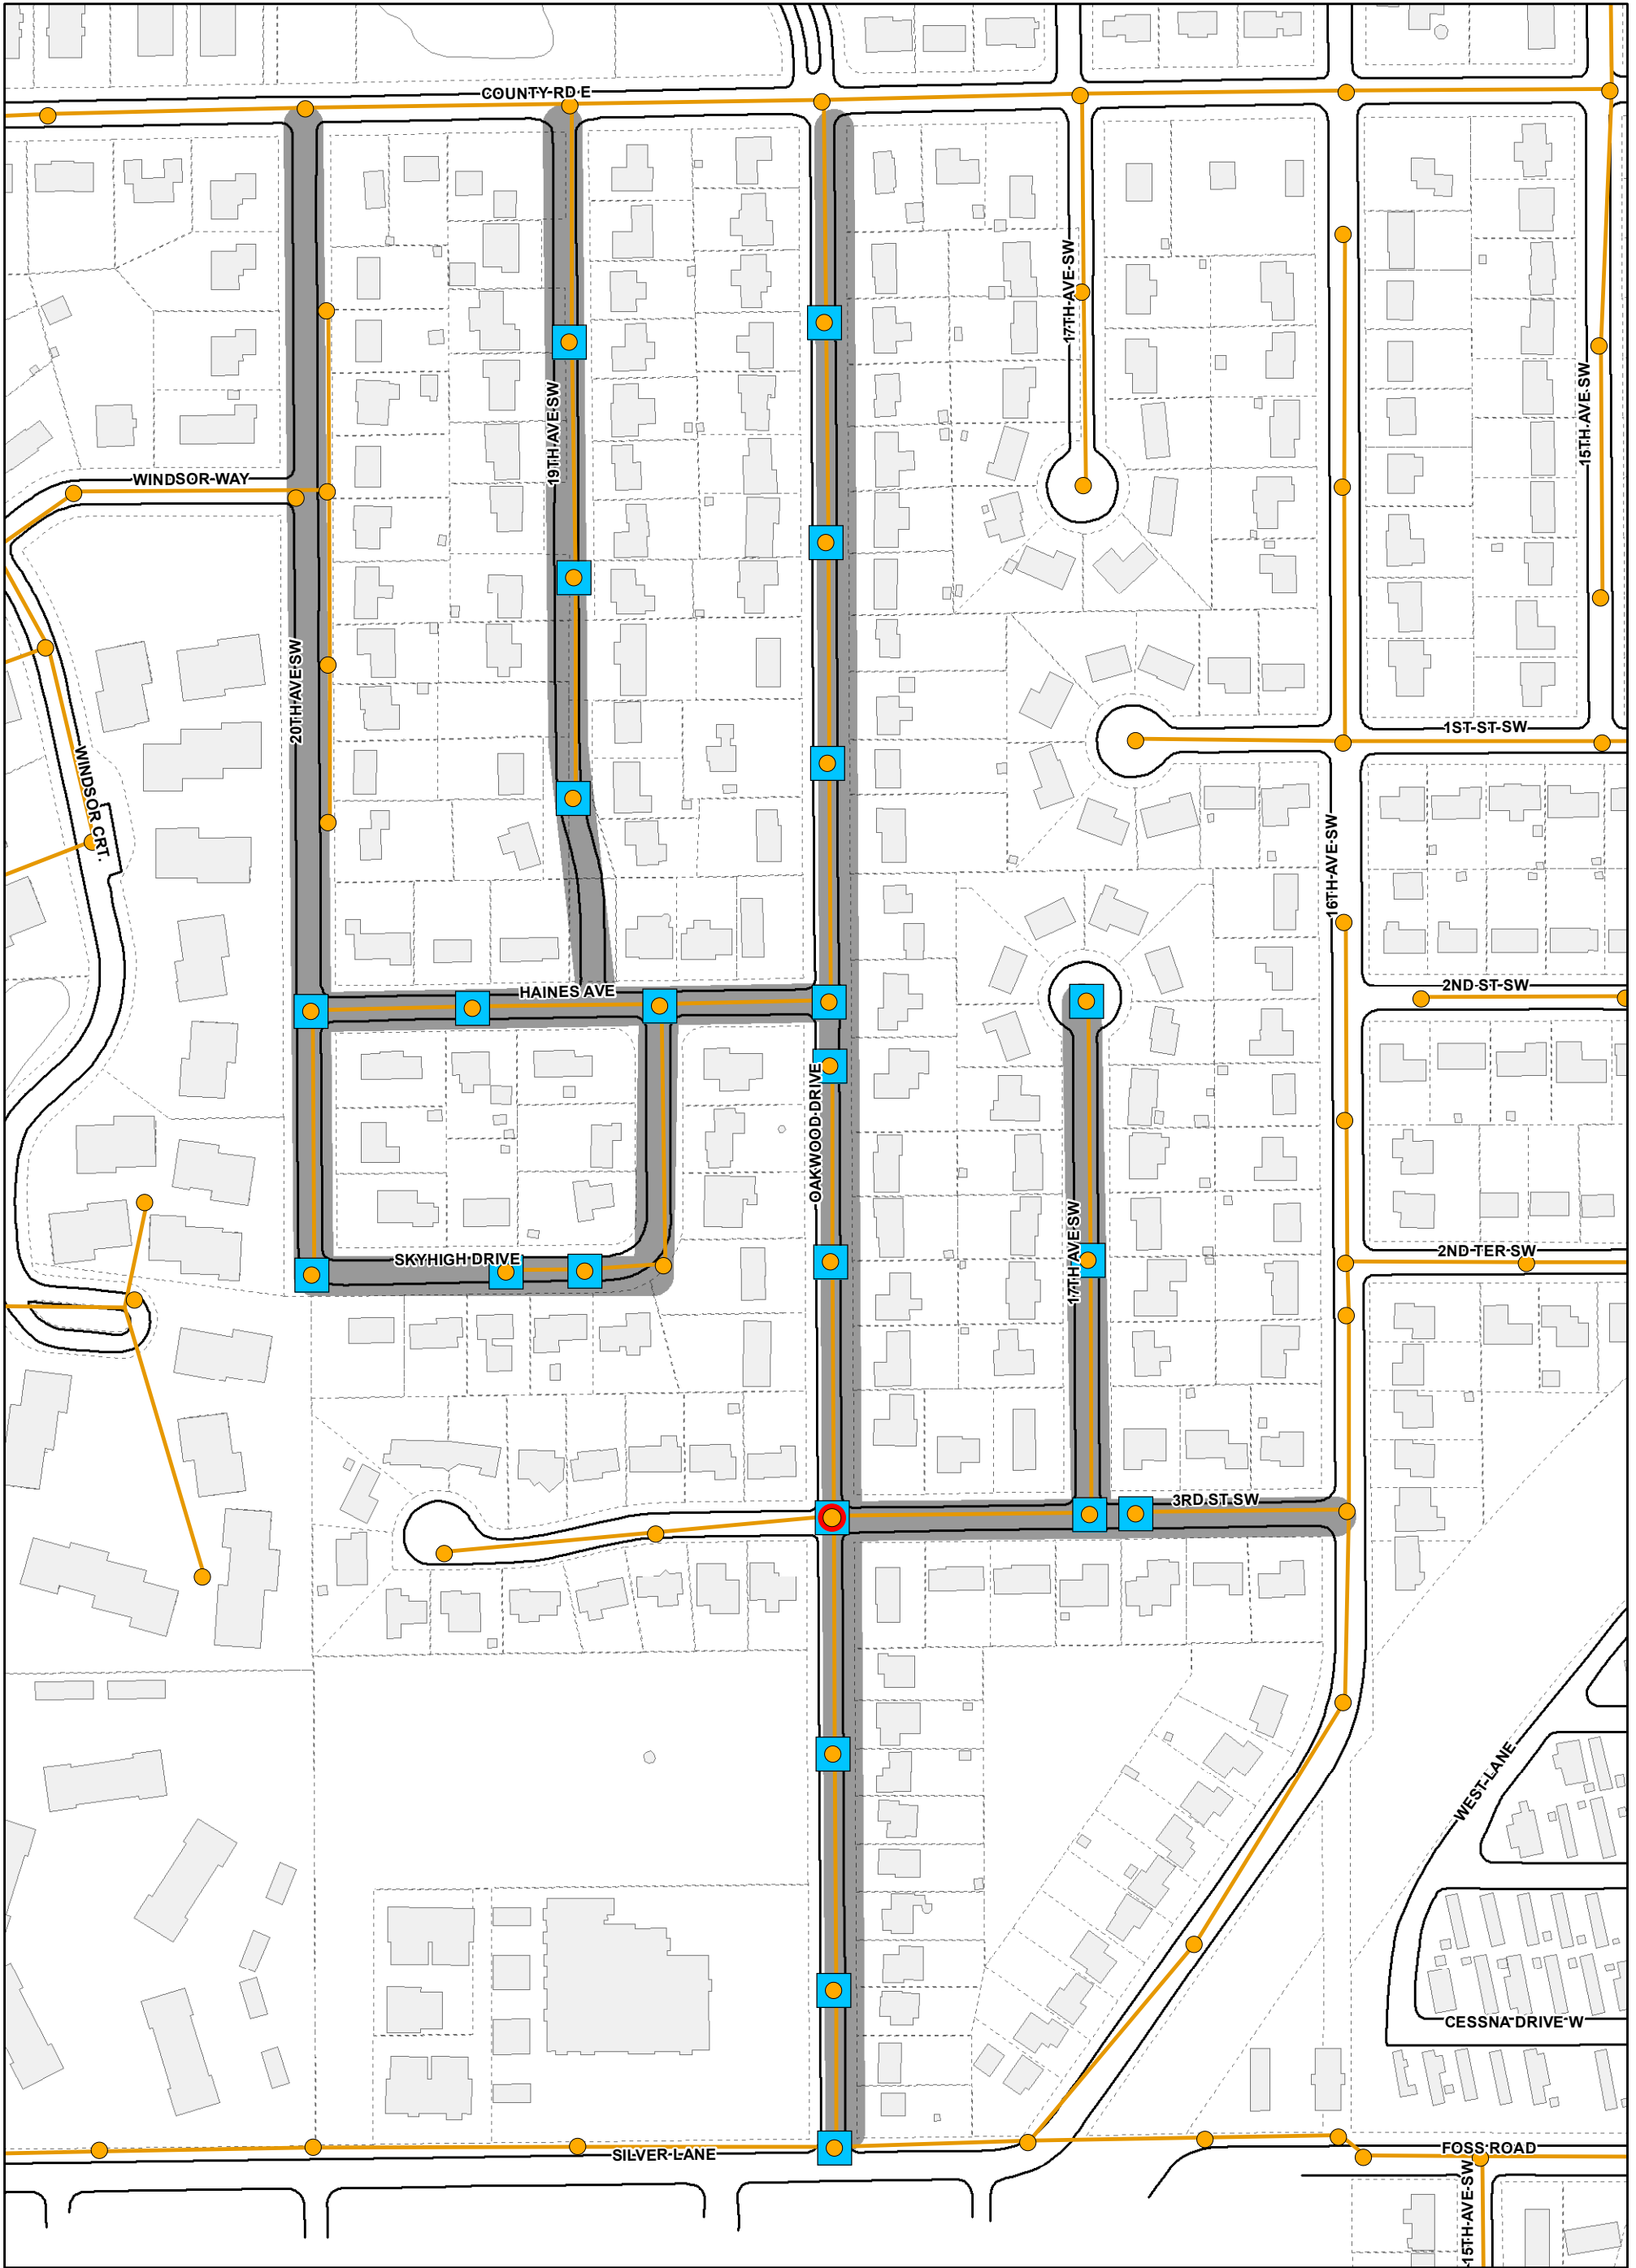 COUNTY RD E
17TH AVE SW
19TH AVE SW
15TH AVE SW
WINDSOR WAY
20TH AVE SW
1ST ST SW
WINDSOR CRT.
16TH AVE SW
2ND ST SW
HAINES AVE
OAKWOOD DRIVE
17TH AVE SW
SKYHIGH DRIVE
2ND TER SW
3RD ST SW
WEST LANE
CESSNA DRIVE W
SILVER LANE
FOSS ROAD
15TH AVE SW